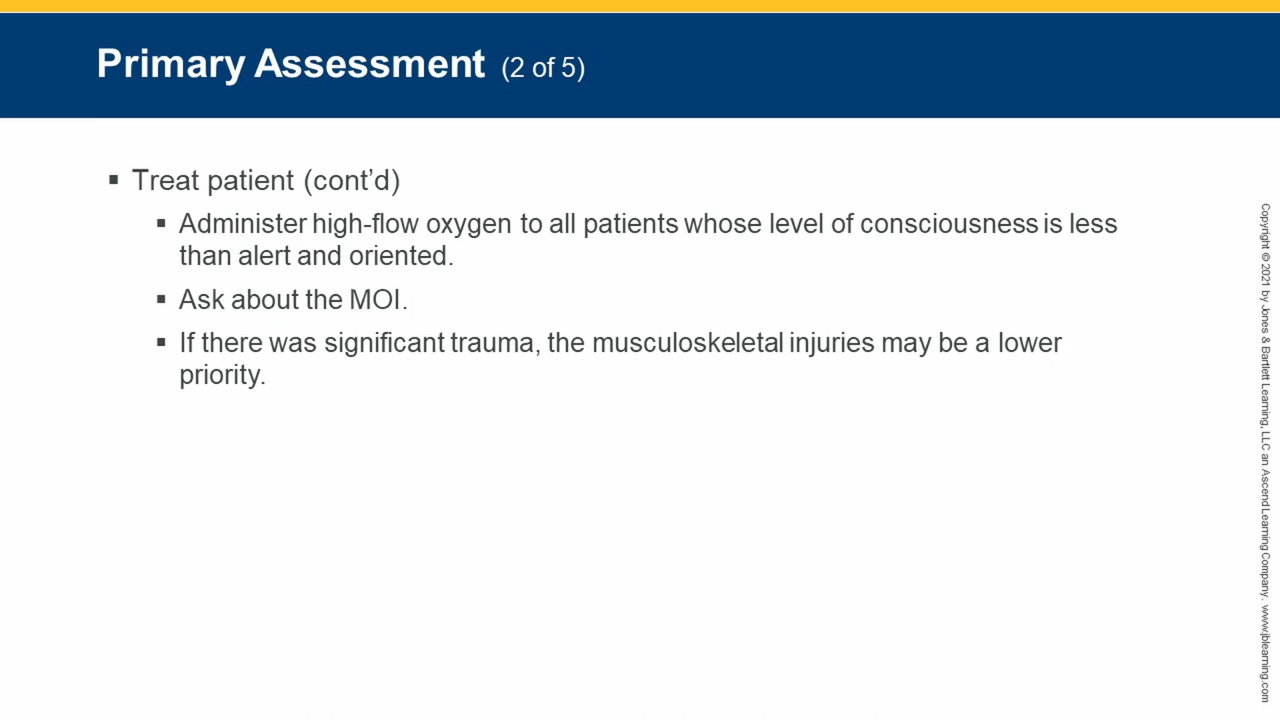 Primary Assessment (2 of 5)
▪ Treat patient (cont’d)
▪ Administer high-flow oxygen to all patients whose level of consciousness is less
than alert and oriented.
▪ Ask about the MOI.
▪ If there was significant trauma, the musculoskeletal injuries may be a lower
priority.
Copyright © 2021 by Jones & Bartlett Learning, LLC an Ascend Learning Company. www.jblearning.com